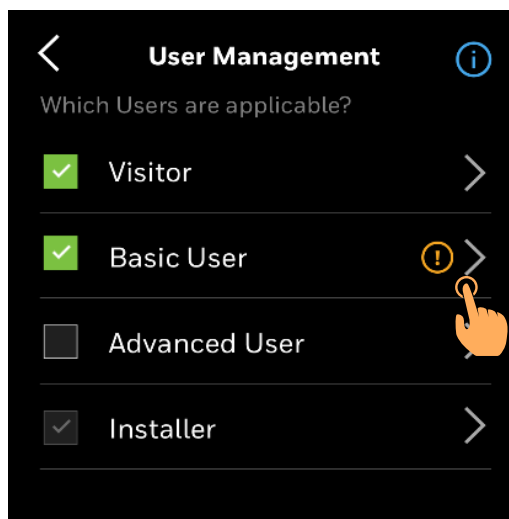 User Management
Which Users are applicable?
Visitor
Basic User
Advanced User
Installer